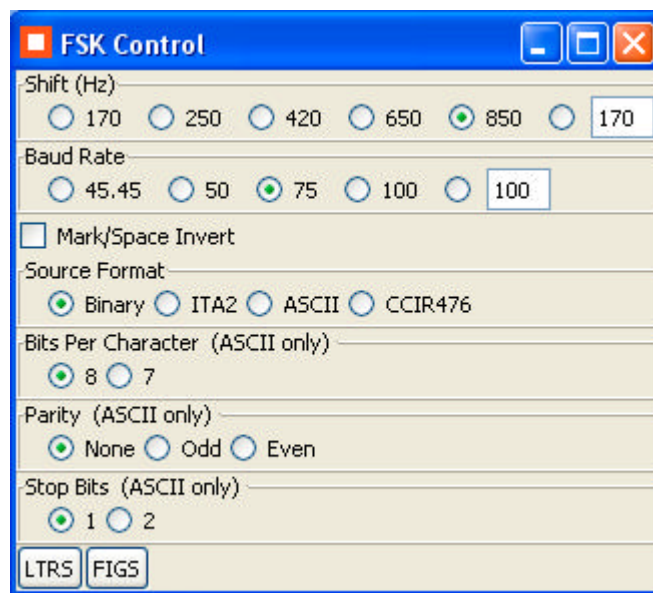 FSK Control
Shift (Hz)
170 250 420 650 850 170
Baud Rate
45.45 50 75 100 100
Mark/Space Invert
Source Format
Binary ITA2 ASCII CCIR476
Bits Per Character (ASCII only)
8 7
Parity (ASCII only)
None Odd Even
Stop Bits (ASCII only)
1 2
LTRS FIGS